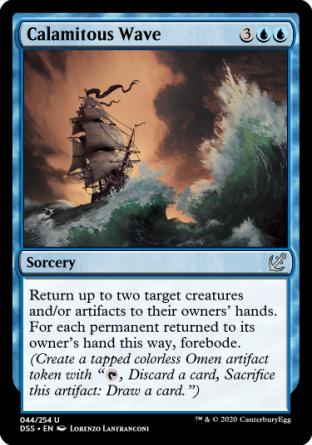 Calamitous Wave 3
Sorcery
Return up to two target creatures
and/or artifacts to their owners' hands.
For each permanent returned to its
owner's hand this way, forebode.
(Create a tapped colorless Omen artifact
token with “, Discard a card, Sacrifice
this artifact: Draw a card.”)
044/254 U
DSS • EN Lorenzo Lanfranconi
™ & © 2020 CanterburyEgg